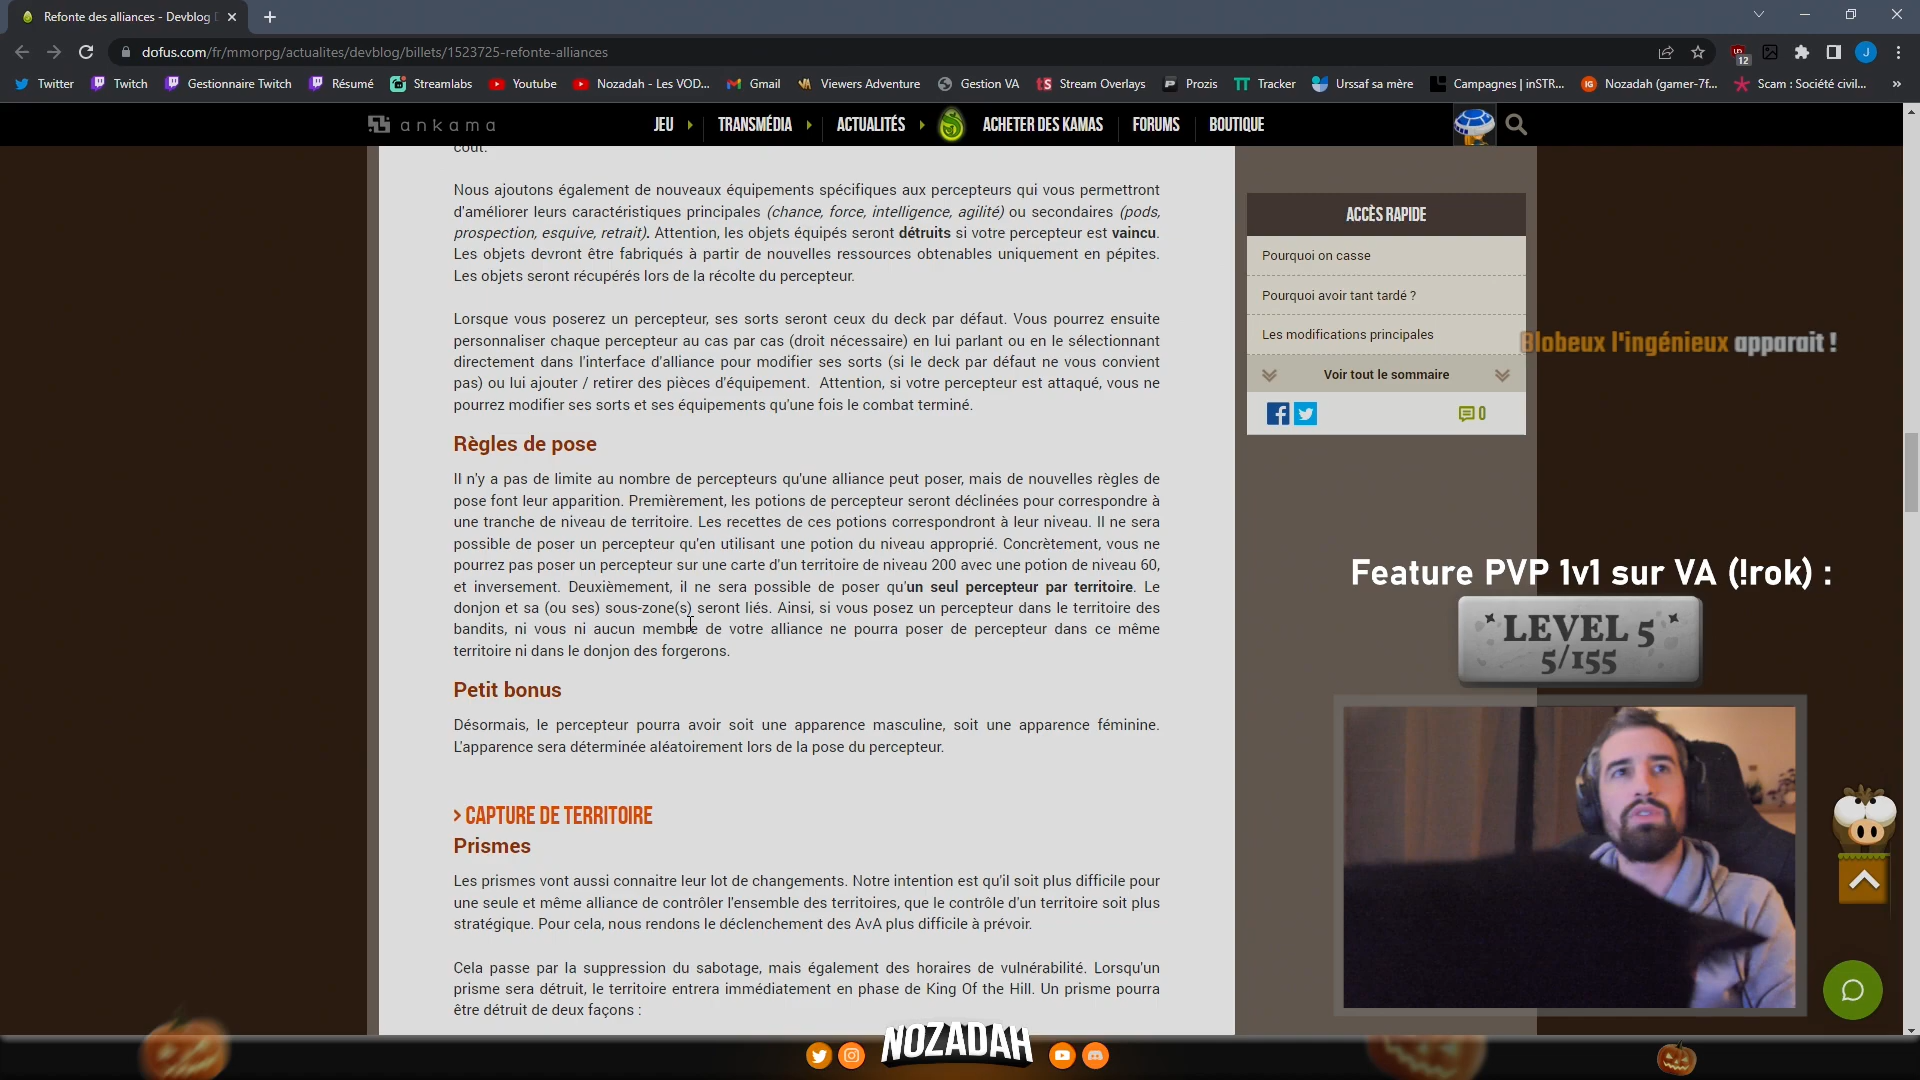 Refonte des alliances - Devblog
dofus.com/fr/mmorpg/actualites/devblog/billets/1523725-refonte-alliances
12
J
Twitter
Twitch
Gestionnaire Twitch
Résumé
Streamlabs
Youtube
Nozadah - Les VOD...
Gmail
Viewers Adventure
Gestion VA
Stream Overlays
Prozis
Tracker
Urssaf sa mère
Campagnes | inSTR...
Nozadah (gamer-7f...
Scam : Société civil...
»
ankama
JEU
TRANSMÉDIA
ACTUALITÉS
ACHETER DES KAMAS
FORUMS
BOUTIQUE
coût.
Nous ajoutons également de nouveaux équipements spécifiques aux percepteurs qui vous permettront
d'améliorer leurs caractéristiques principales (chance, force, intelligence, agilité) ou secondaires (pods,
prospection, esquive, retrait). Attention, les objets équipés seront détruits si votre percepteur est vaincu.
Les objets devront être fabriqués à partir de nouvelles ressources obtenables uniquement en pépites.
Les objets seront récupérés lors de la récolte du percepteur.
Lorsque vous poserez un percepteur, ses sorts seront ceux du deck par défaut. Vous pourrez ensuite
personnaliser chaque percepteur au cas par cas (droit nécessaire) en lui parlant ou en le sélectionnant
directement dans l'interface d'alliance pour modifier ses sorts (si le deck par défaut ne vous convient
pas) ou lui ajouter / retirer des pièces d'équipement. Attention, si votre percepteur est attaqué, vous ne
pourrez modifier ses sorts et ses équipements qu'une fois le combat terminé.
Règles de pose
Il n'y a pas de limite au nombre de percepteurs qu'une alliance peut poser, mais de nouvelles règles de
pose font leur apparition. Premièrement, les potions de percepteur seront déclinées pour correspondre à
une tranche de niveau de territoire. Les recettes de ces potions correspondront à leur niveau. Il ne sera
possible de poser un percepteur qu'en utilisant une potion du niveau approprié. Concrètement, vous ne
pourrez pas poser un percepteur sur une carte d'un territoire de niveau 200 avec une potion de niveau 60,
et inversement. Deuxièmement, il ne sera possible de poser qu'un seul percepteur par territoire. Le
donjon et sa (ou ses) sous-zone(s) seront liés. Ainsi, si vous posez un percepteur dans le territoire des
bandits, ni vous ni aucun membre de votre alliance ne pourra poser de percepteur dans ce même
territoire ni dans le donjon des forgerons.
Petit bonus
Désormais, le percepteur pourra avoir soit une apparence masculine, soit une apparence féminine.
L'apparence sera déterminée aléatoirement lors de la pose du percepteur.
> CAPTURE DE TERRITOIRE
Prismes
Les prismes vont aussi connaitre leur lot de changements. Notre intention est qu'il soit plus difficile pour
une seule et même alliance de contrôler l'ensemble des territoires, que le contrôle d'un territoire soit plus
stratégique. Pour cela, nous rendons le déclenchement des AvA plus difficile à prévoir.
Cela passe par la suppression du sabotage, mais également des horaires de vulnérabilité. Lorsqu'un
prisme sera détruit, le territoire entrera immédiatement en phase de King Of the Hill. Un prisme pourra
être détruit de deux façons :
ACCÈS RAPIDE
Pourquoi on casse
Pourquoi avoir tant tardé ?
Les modifications principales
Voir tout le sommaire
0
Blobeux l'ingénieux apparait !
Feature PVP 1v1 sur VA (!rok) :
LEVEL 5
5/155
NOZADAH